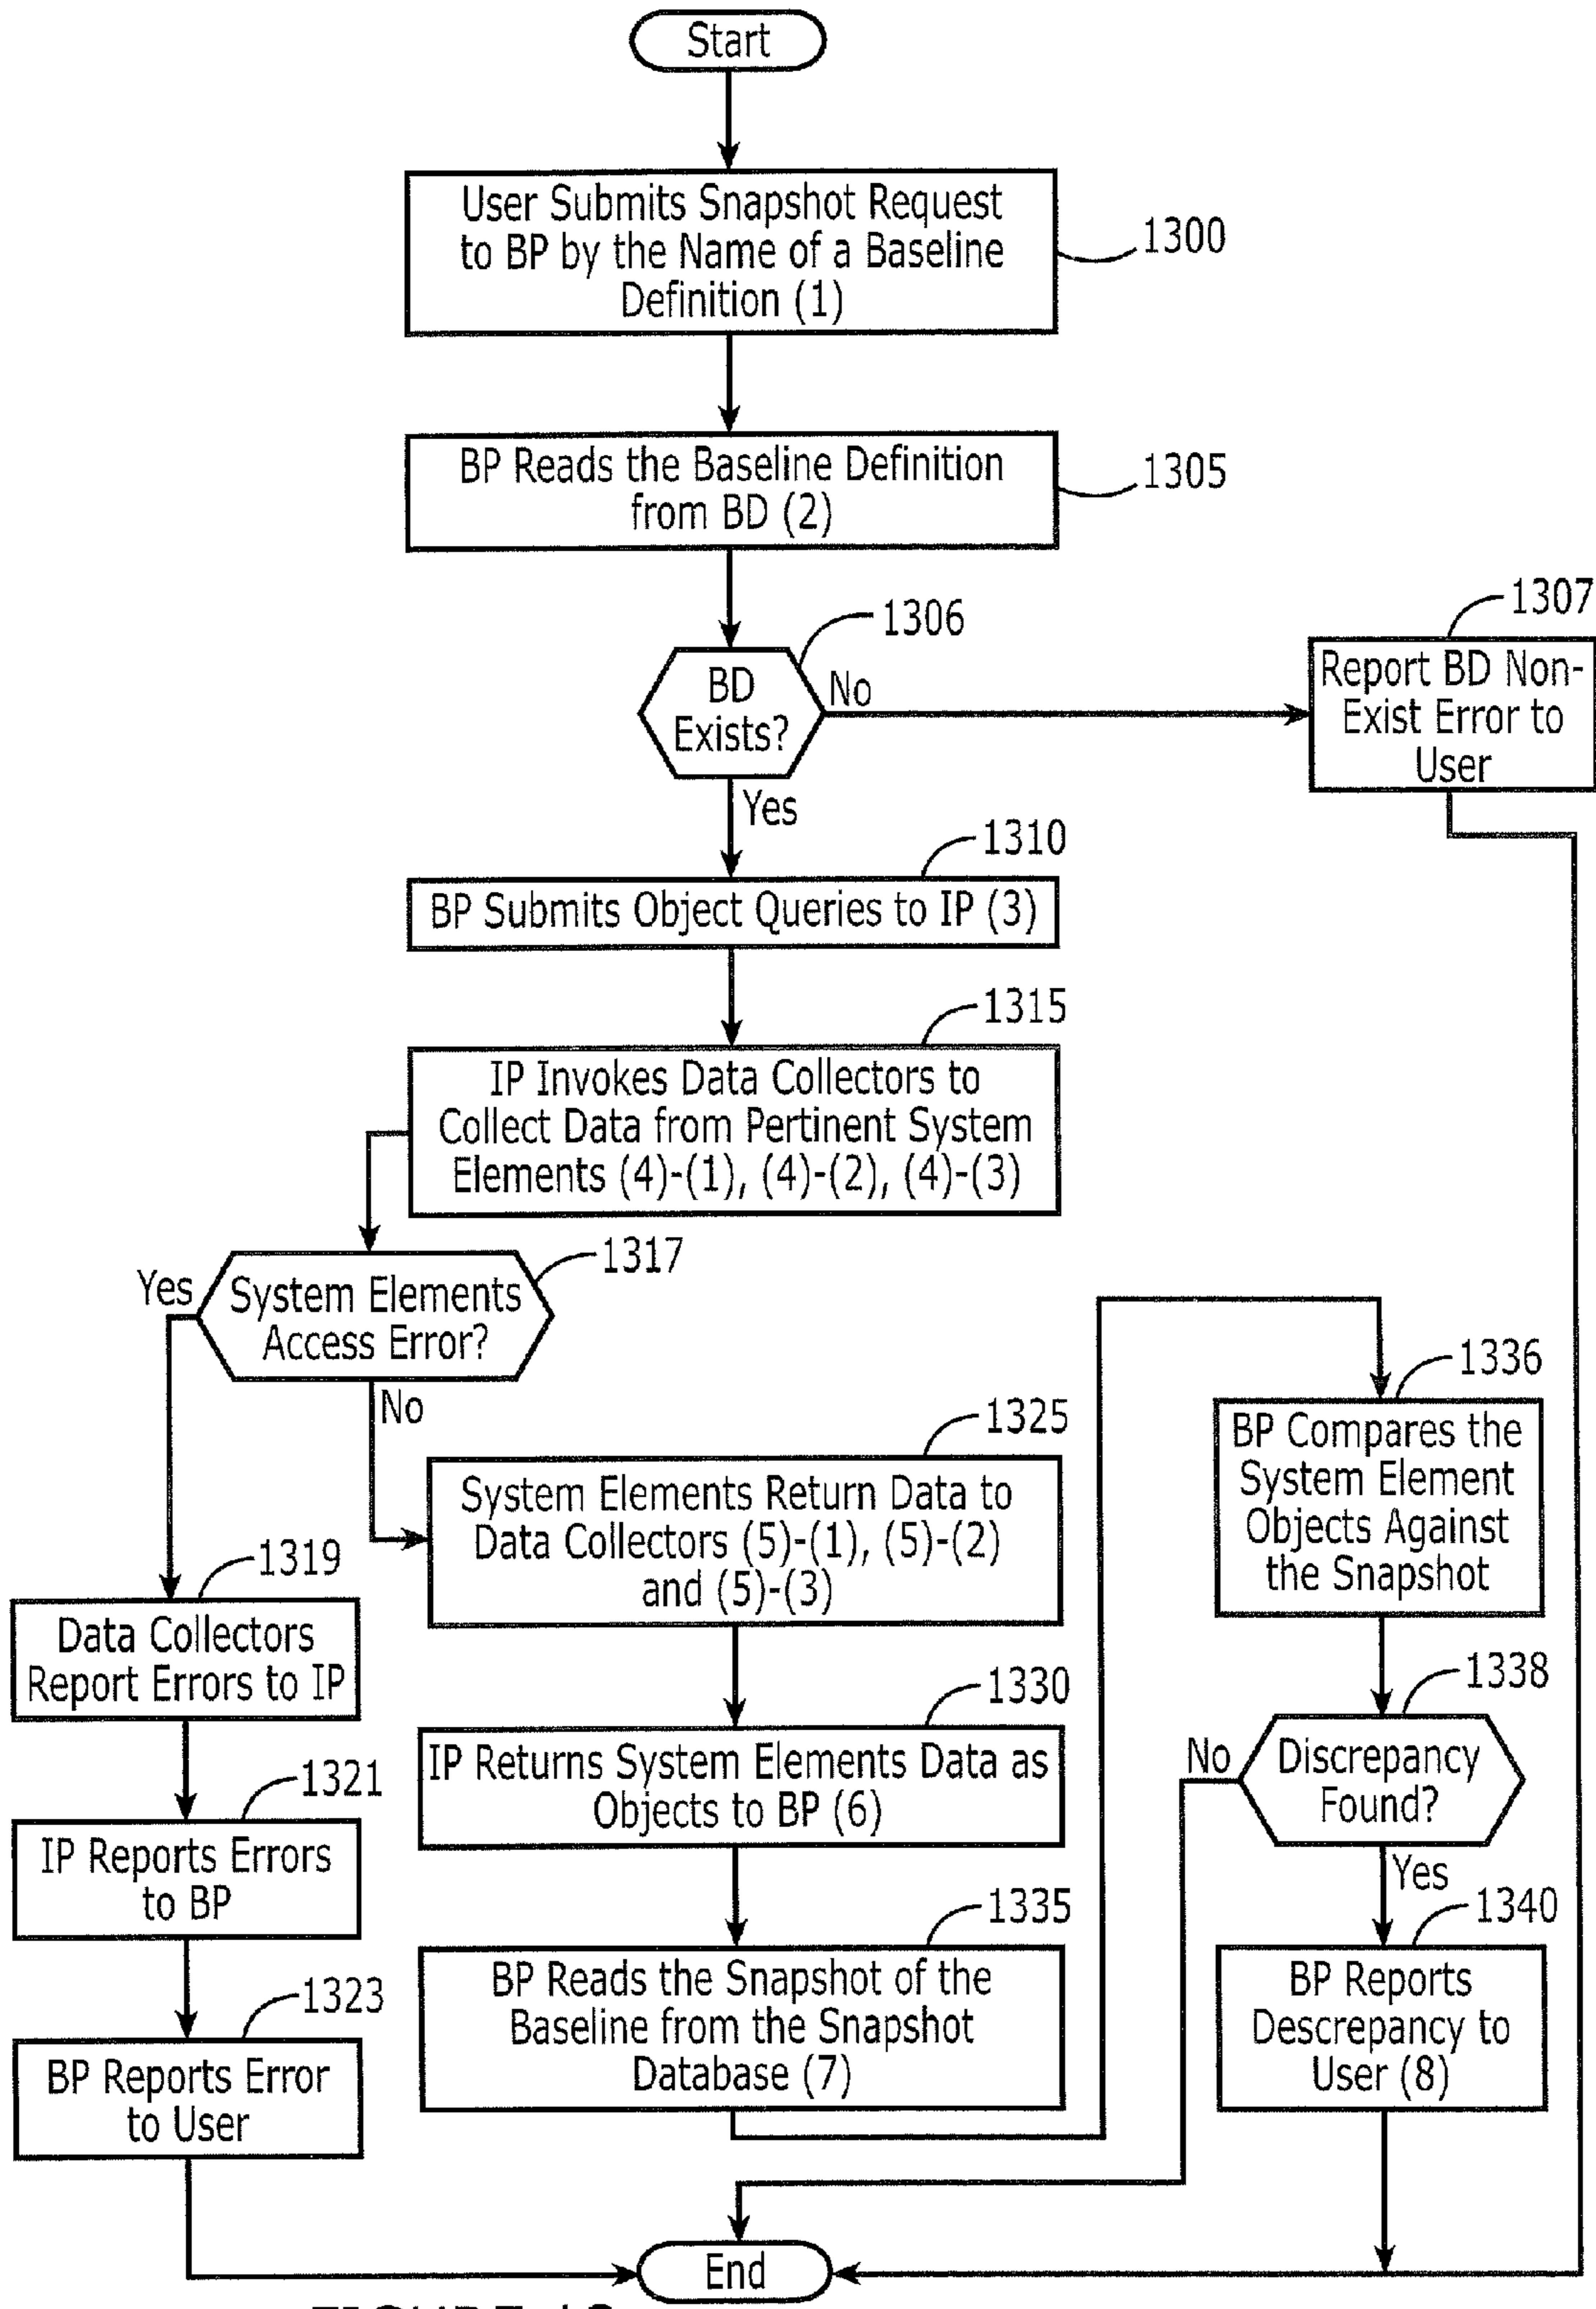 Start
User Submits Snapshot Request
to BP by the Name of a Baseline
Definition (1)
1300
BP Reads the Baseline Definition
from BD (2)
1305
1306
BD
Exists?
No
Yes
1307
Report BD Non-
Exist Error to
User
1310
BP Submits Object Queries to IP (3)
1315
IP Invokes Data Collectors to
Collect Data from Pertinent System
Elements (4)-(1), (4)-(2), (4)-(3)
1317
System Elements
Access Error?
Yes
No
1319
Data Collectors
Report Errors to IP
1321
IP Reports Errors
to BP
1323
BP Reports Error
to User
1325
System Elements Return Data to
Data Collectors (5)-(1), (5)-(2)
and (5)-(3)
1330
IP Returns System Elements Data as
Objects to BP (6)
1335
BP Reads the Snapshot of the
Baseline from the Snapshot
Database (7)
1336
BP Compares the
System Element
Objects Against
the Snapshot
1338
Discrepancy
Found?
No
Yes
1340
BP Reports
Descrepancy to
User (8)
End